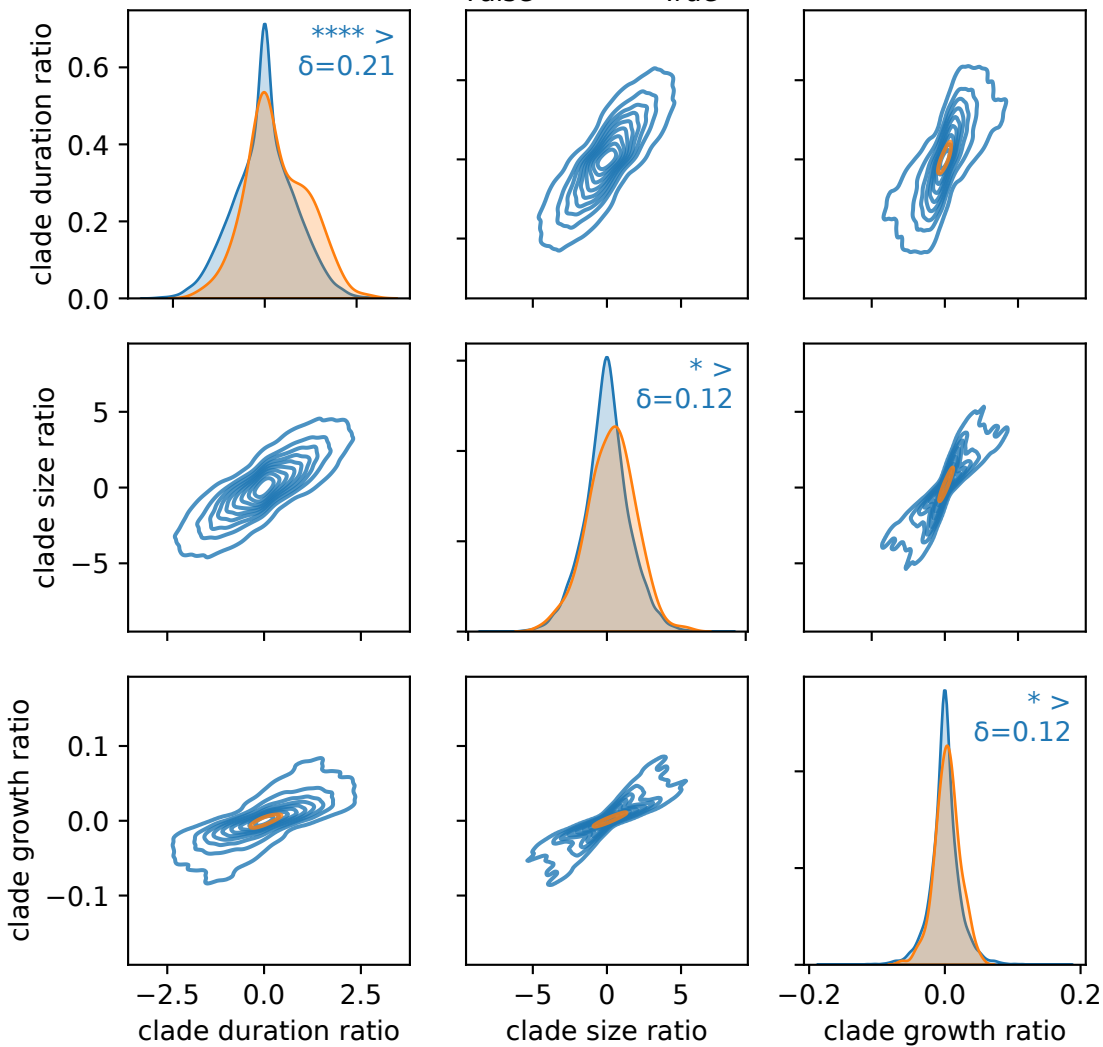 clade duration ratio
0.6
0.4
0.2
0.0
**** >
δ=0.21
clade size ratio
5
0
−5
* >
δ=0.12
clade growth ratio
0.1
0.0
−0.1
* >
δ=0.12
−2.5 0.0 2.5
−5 0 5
−0.2 0.0 0.2
clade duration ratio
clade size ratio
clade growth ratio